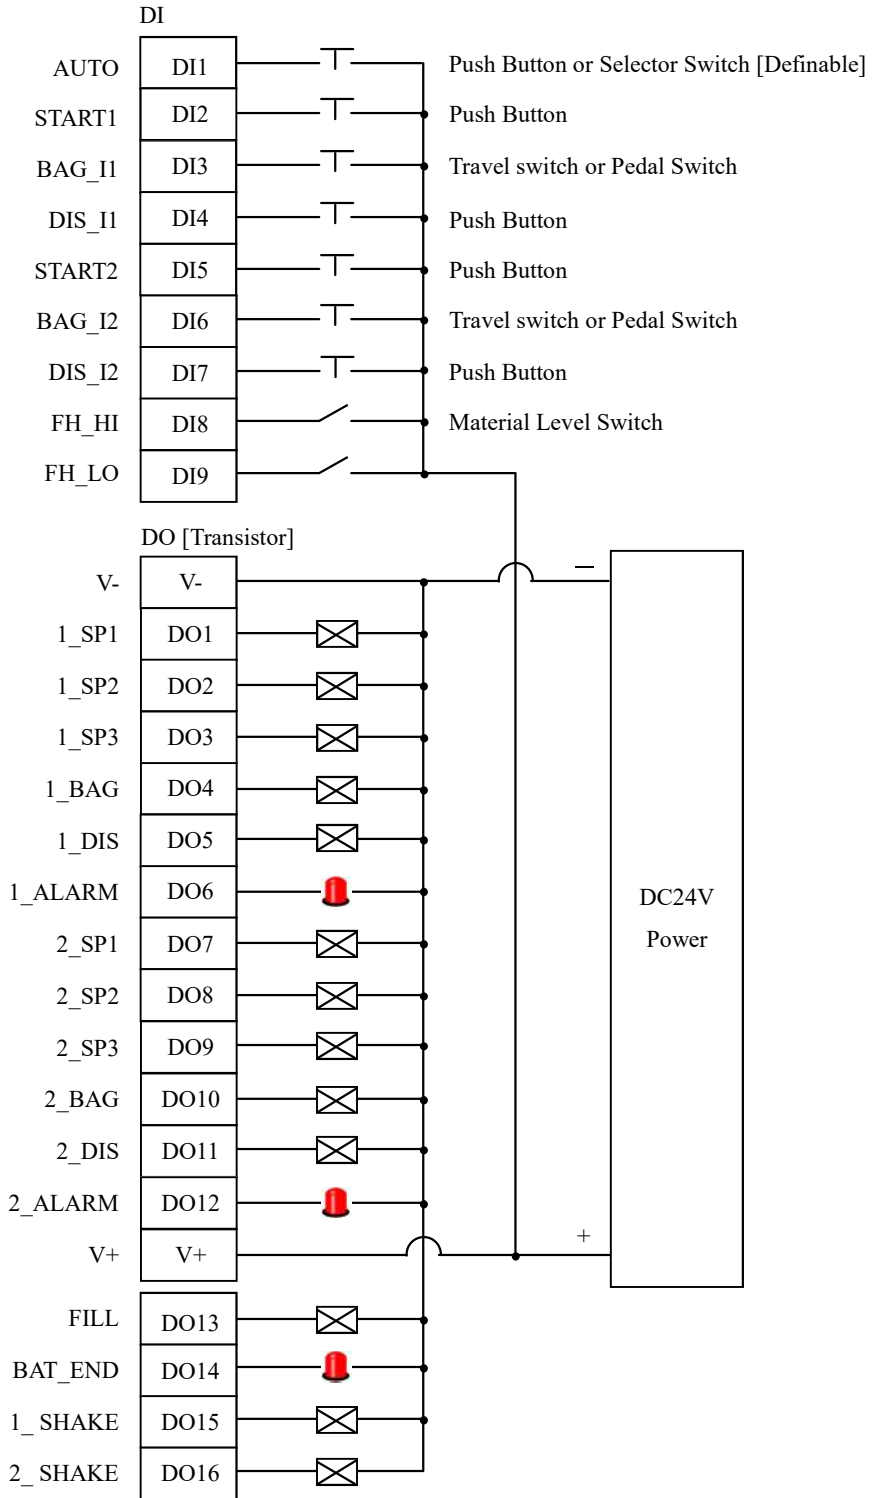 DI
AUTO DI1 Push Button or Selector Switch [Definable]
START1 DI2 Push Button
BAG_I1 DI3 Travel switch or Pedal Switch
DIS_I1 DI4 Push Button
START2 DI5 Push Button
BAG_I2 DI6 Travel switch or Pedal Switch
DIS_I2 DI7 Push Button
FH_HI DI8 Material Level Switch
FH_LO DI9
DO [Transistor]
V- V- —
1_SP1 DO1
1_SP2 DO2
1_SP3 DO3
1_BAG DO4
1_DIS DO5
1_ALARM DO6 DC24V
2_SP1 DO7 Power
2_SP2 DO8
2_SP3 DO9
2_BAG DO10
2_DIS DO11
2_ALARM DO12
V+ V+ +
FILL DO13
BAT_END DO14
1_ SHAKE DO15
2_ SHAKE DO16